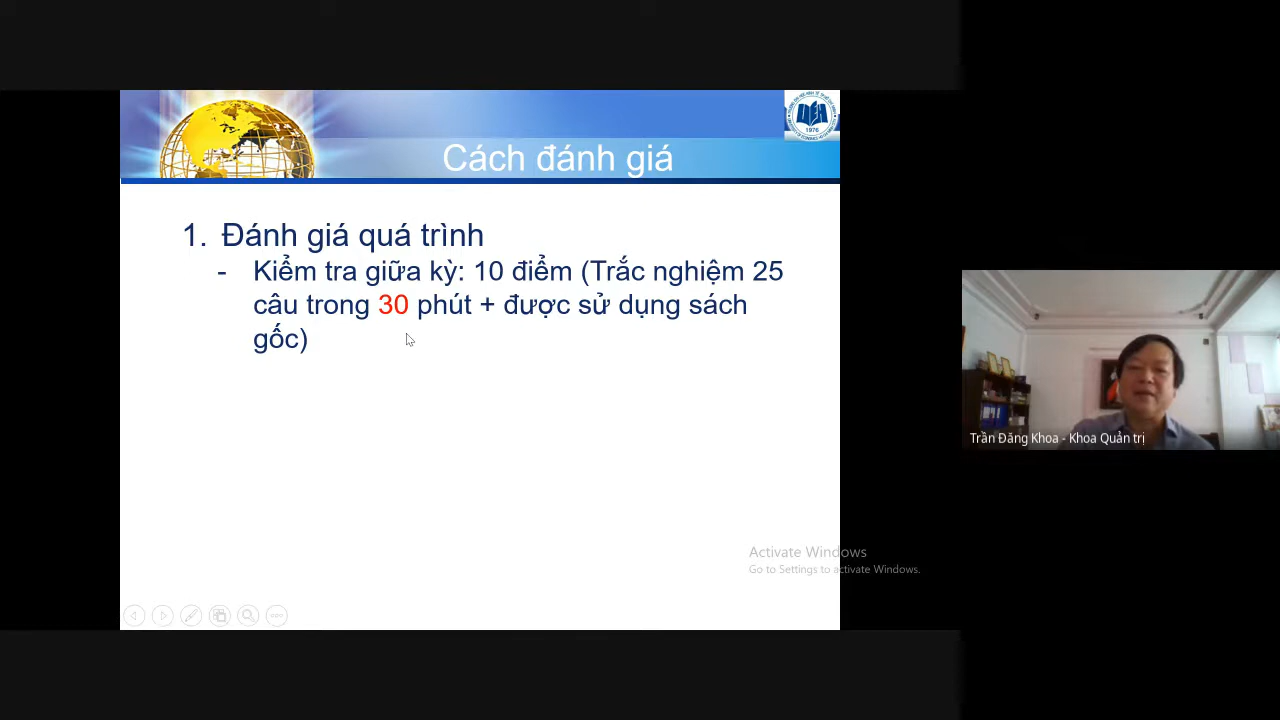 Cách đánh giá
1. Đánh giá quá trình
- Kiểm tra giữa kỳ: 10 điểm (Trắc nghiệm 25
câu trong 30 phút + được sử dụng sách
gốc)
1976
Trần Đăng Khoa - Khoa Quản trị
Activate Windows
Go to Settings to activate Windows.